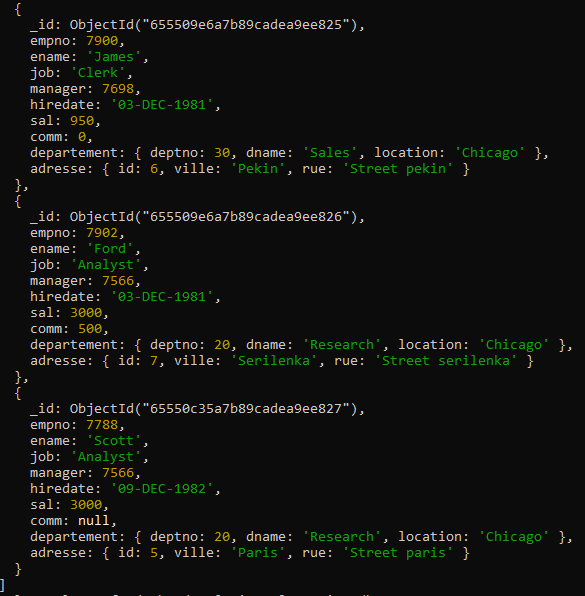 {
_id: ObjectId("655509e6a7b89cadea9ee825"),
empno: 7900,
ename: 'James',
job: 'Clerk',
manager: 7698,
hiredate: '03-DEC-1981',
sal: 950,
comm: 0,
departement: { deptno: 30, dname: 'Sales', location: 'Chicago' },
adresse: { id: 6, ville: 'Pekin', rue: 'Street pekin' }
},
{
_id: ObjectId("655509e6a7b89cadea9ee826"),
empno: 7902,
ename: 'Ford',
job: 'Analyst',
manager: 7566,
hiredate: '03-DEC-1981',
sal: 3000,
comm: 500,
departement: { deptno: 20, dname: 'Research', location: 'Chicago' },
adresse: { id: 7, ville: 'Serilenka', rue: 'Street serilenka' }
},
{
_id: ObjectId("65550c35a7b89cadea9ee827"),
empno: 7788,
ename: 'Scott',
job: 'Analyst',
manager: 7566,
hiredate: '09-DEC-1982',
sal: 3000,
comm: null,
departement: { deptno: 20, dname: 'Research', location: 'Chicago' },
adresse: { id: 5, ville: 'Paris', rue: 'Street paris' }
}
]